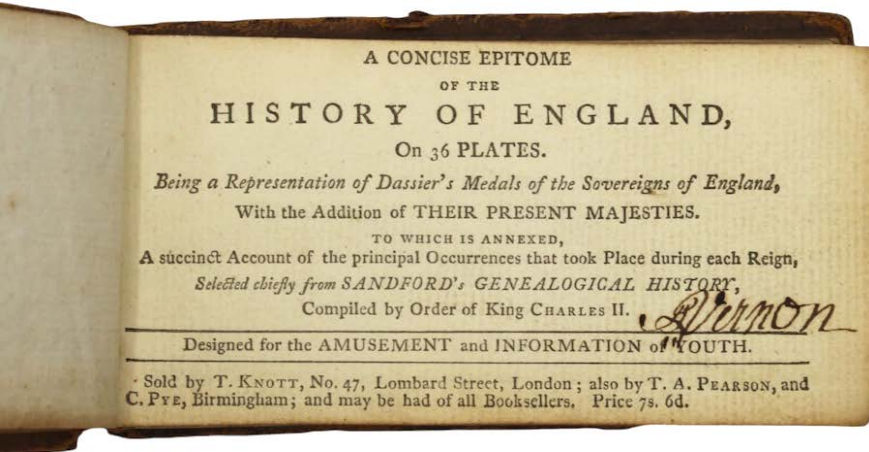 A CONCISE EPITOME
OF THE
HISTORY OF ENGLAND,
On 36 PLATES.
Being a Representation of Dassier's Medals of the Sovereigns of England,
With the Addition of THEIR PRESENT MAJESTIES.
TO WHICH IS ANNEXED,
A succinct Account of the principal Occurrences that took Place during each Reign,
Selected chiefly from SANDFORD's GENEALOGICAL HISTORY,
Compiled by Order of King CHARLES II.
Vernon
Designed for the AMUSEMENT and INFORMATION of YOUTH.
Sold by T. KNOTT, No. 47, Lombard Street, London; also by T. A. PEARSON, and
C. PYE, Birmingham; and may be had of all Booksellers. Price 7s. 6d.